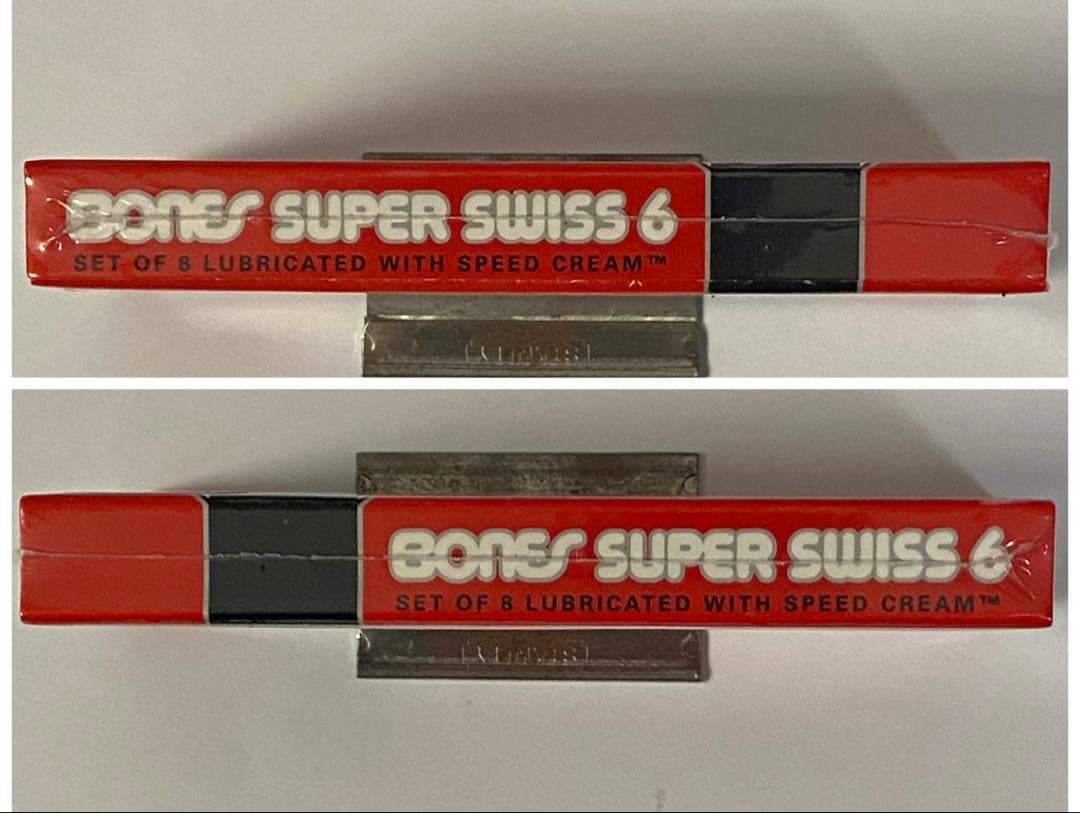 BONES SUPER SWISS 6
SET OF 8 LUBRICATED WITH SPEED CREAM™
BONES SUPER SWISS 6
SET OF 8 LUBRICATED WITH SPEED CREAM™